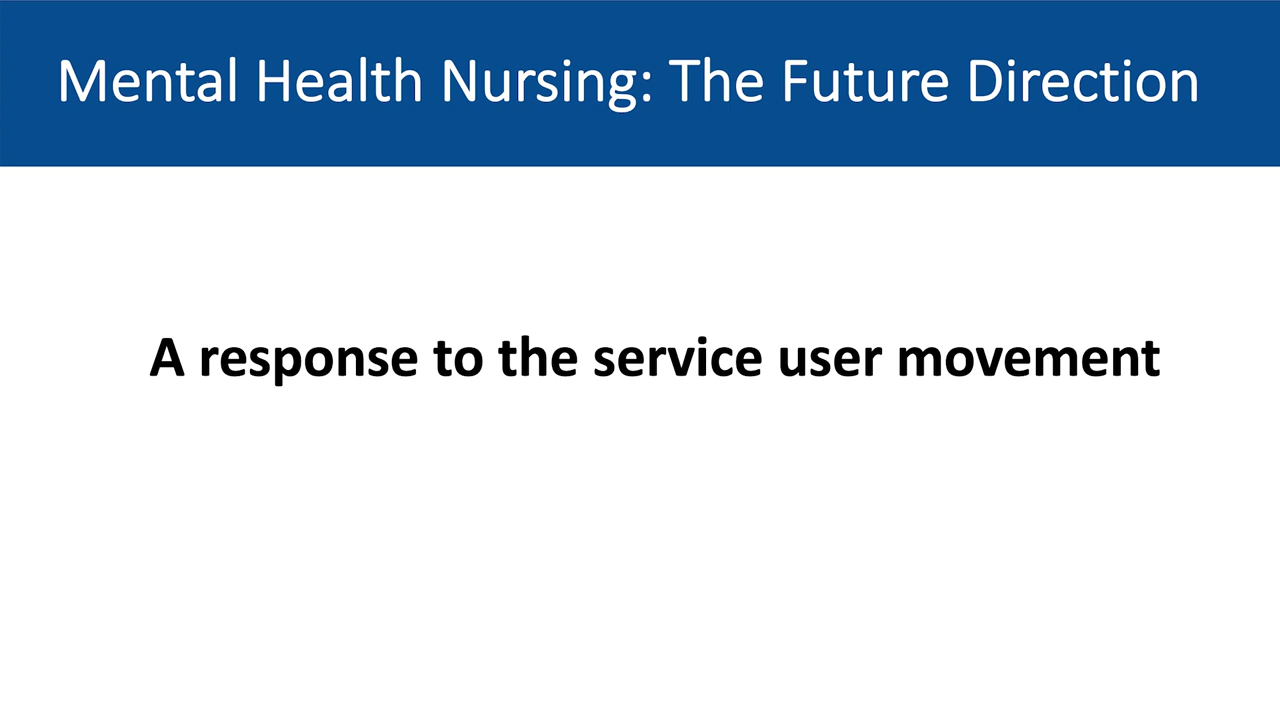 Mental Health Nursing: The Future Direction
A response to the service user movement